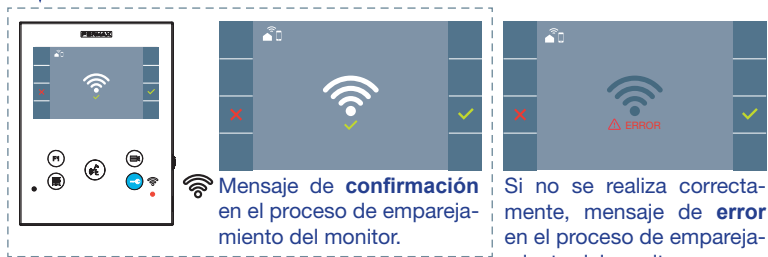 FERMAX
F1
ERROR
Mensaje de confirmación
en el proceso de empareja-
miento del monitor.
Si no se realiza correcta-
mente, mensaje de error
en el proceso de empareja-